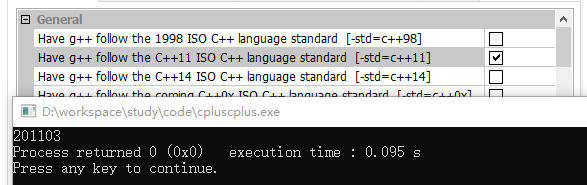 General
Have g++ follow the 1998 ISO C++ language standard [-std=c++98]
Have g++ follow the C++11 ISO C++ language standard [-std=c++11]
Have g++ follow the C++14 ISO C++ language standard [-std=c++14]
Have g++ follow the coming C++0x ISO C++ language standard [-std=c++0x]
D:\workspace\study\code\cpluscplus.exe
201103
Process returned 0 (0x0)   execution time : 0.095 s
Press any key to continue.